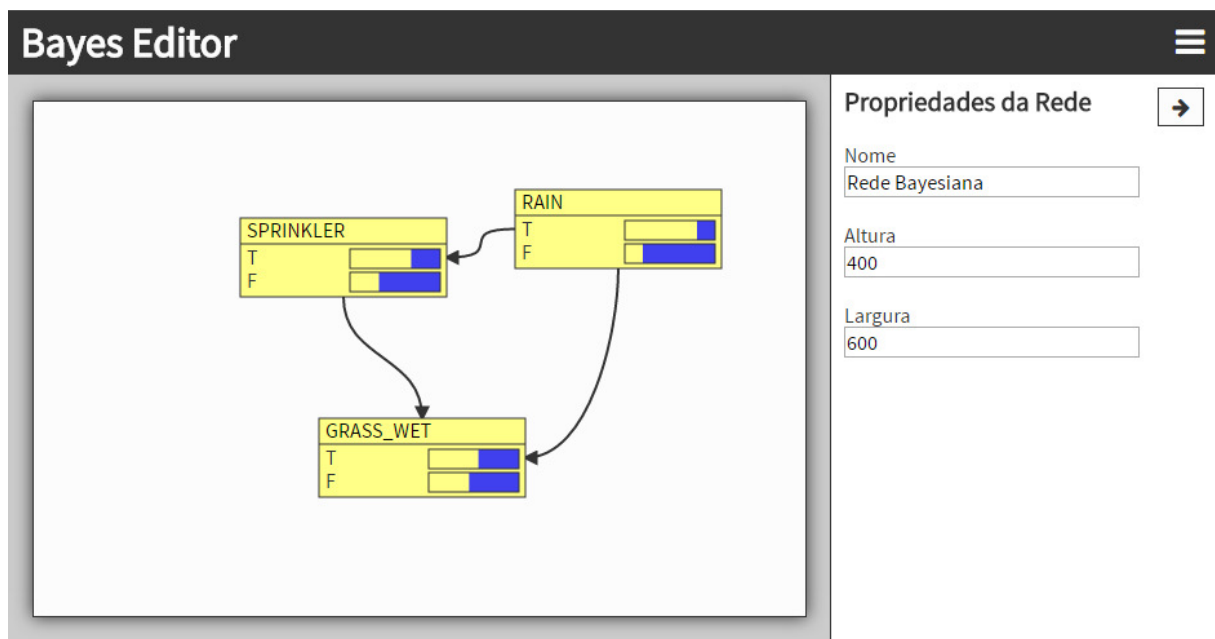 Bayes Editor
Propriedades da Rede
Nome
Rede Bayesiana
Altura
400
Largura
600
RAIN
T
F
SPRINKLER
T
F
GRASS_WET
T
F